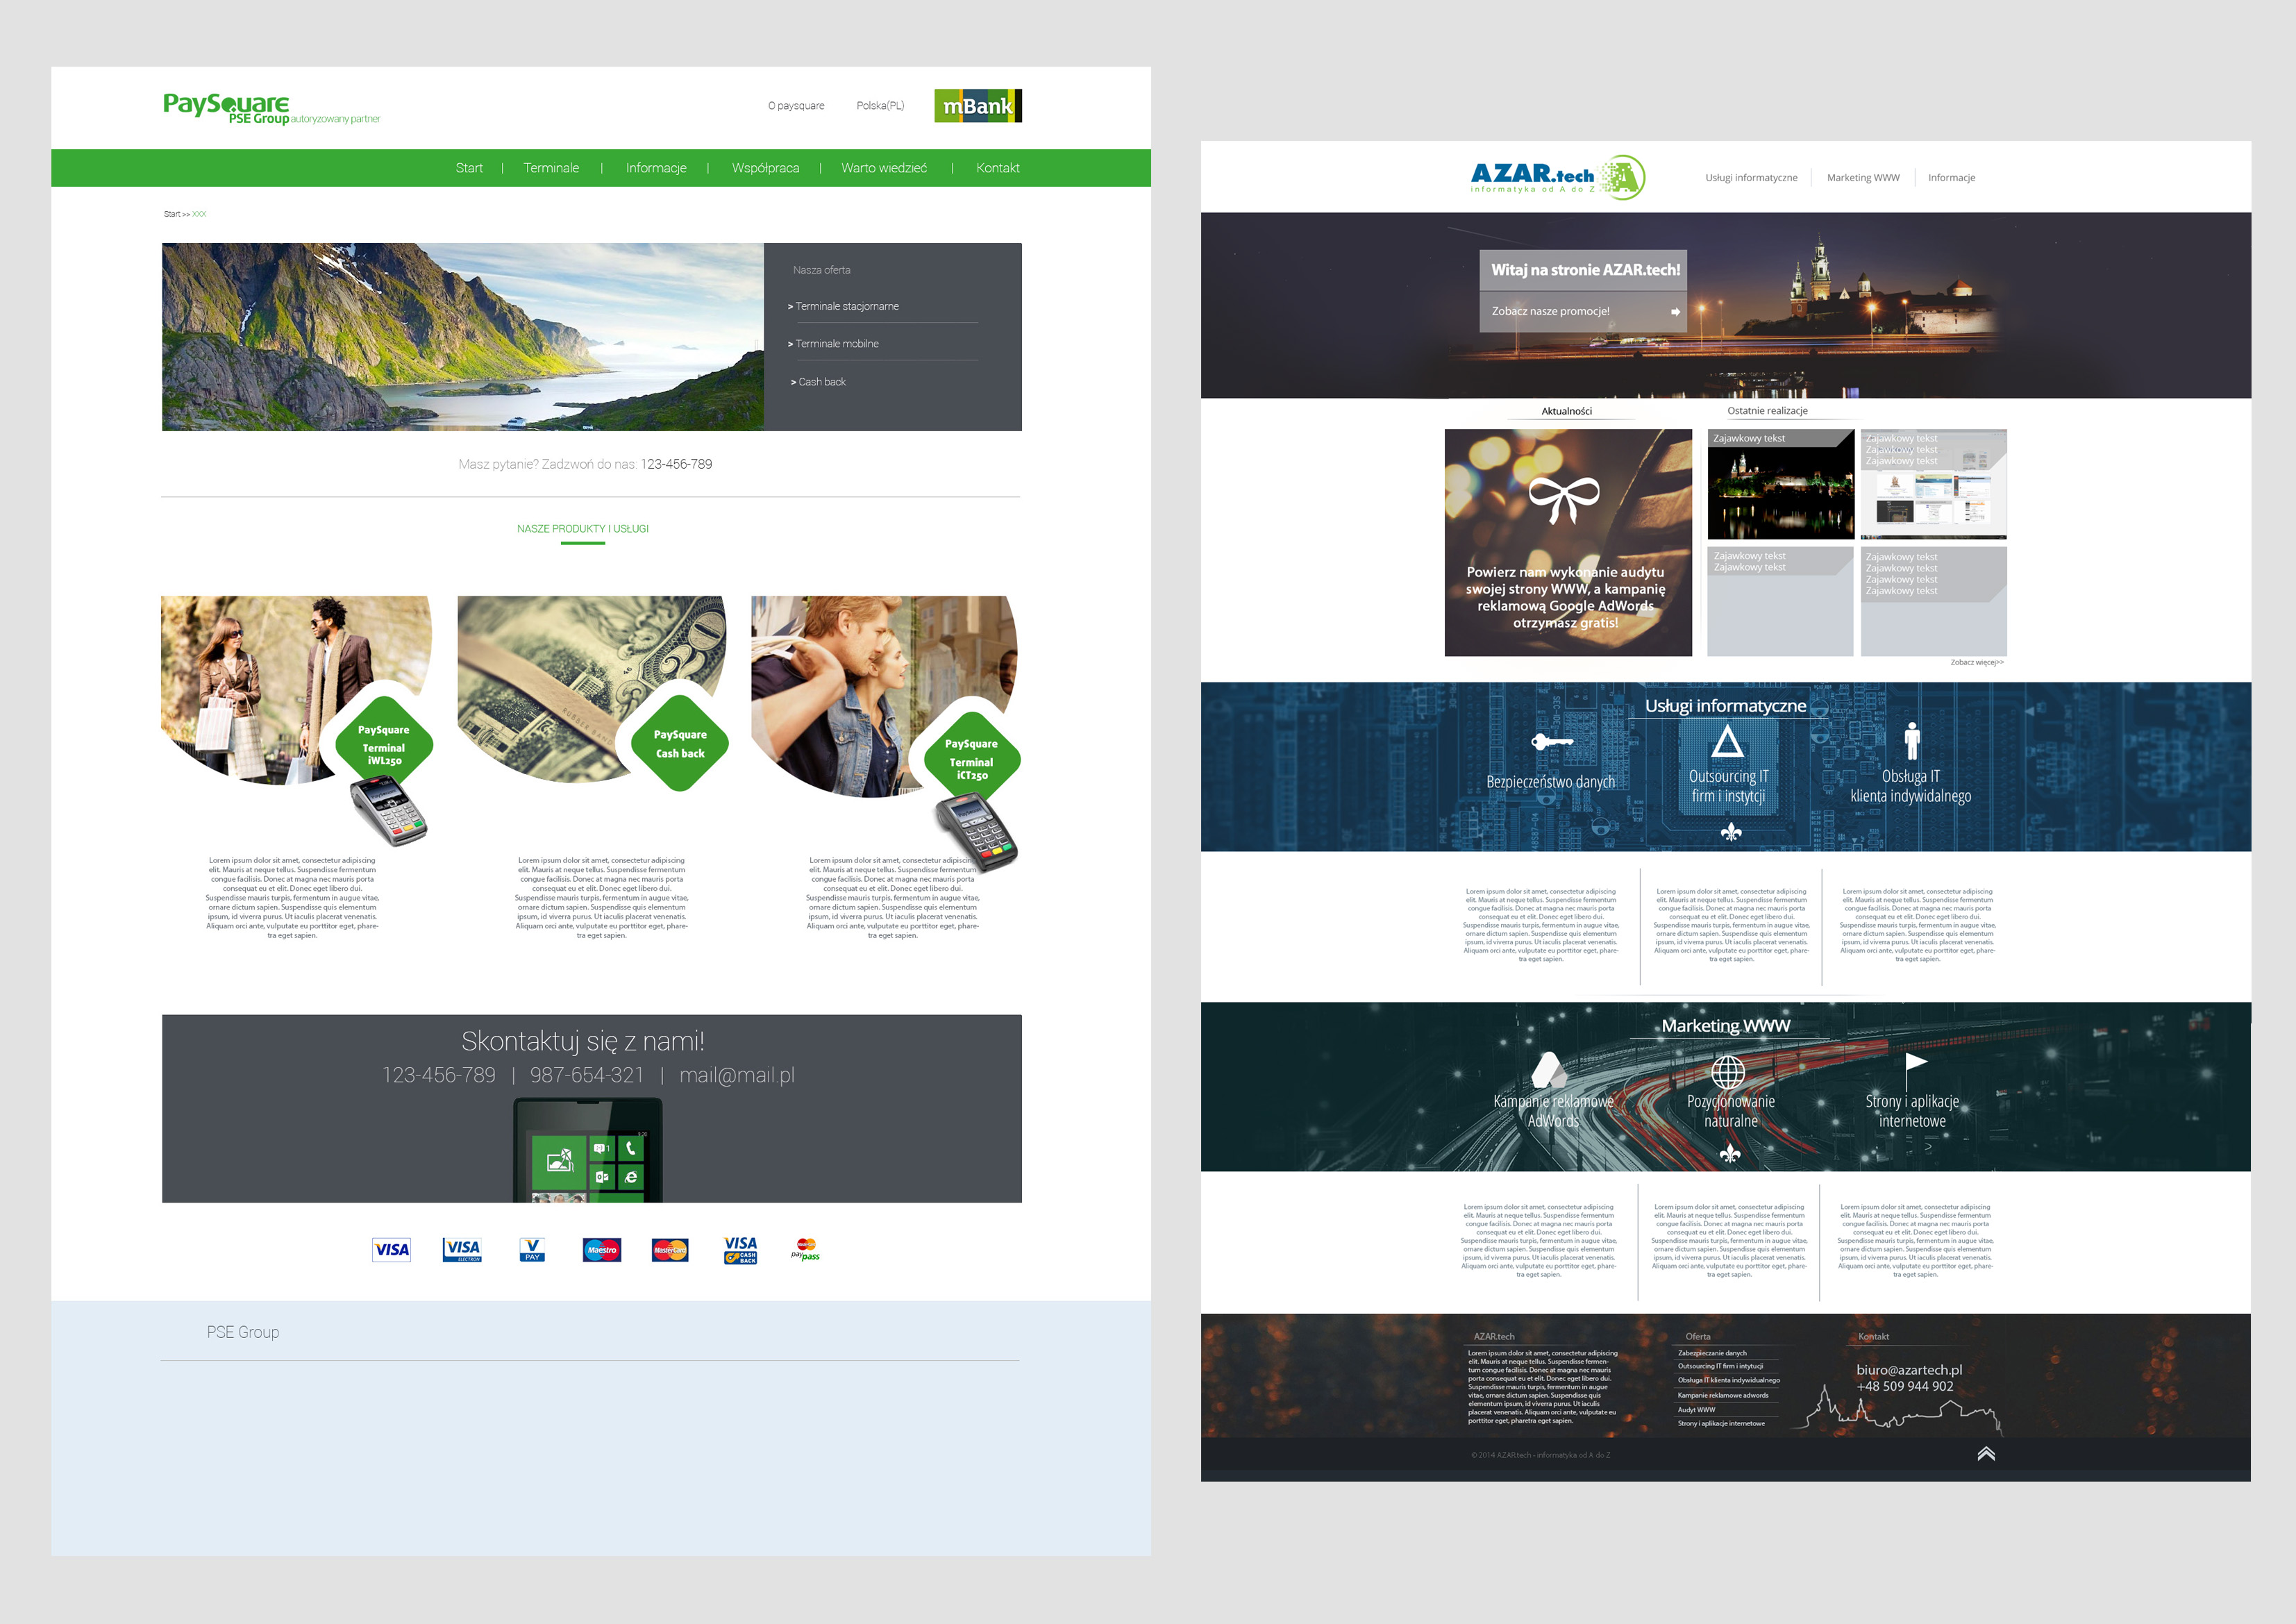 PaySquare
PSE Group autoryzowany partner
O paysquare
Polska(PL)
mBank
Start | Terminale | Informacje | Współpraca | Warto wiedzieć | Kontakt
Start >> XXX
Nasza oferta
> Terminale stacjornarne
> Terminale mobilne
> Cash back
Masz pytanie? Zadzwoń do nas: 123-456-789
NASZE PRODUKTY I USŁUGI
PaySquare
Terminal
iWL250
PaySquare
Cash back
PaySquare
Terminal
iCT250
Lorem ipsum dolor sit amet, consectetur adipiscing
elit. Mauris at neque tellus. Suspendisse fermentum
congue facilisis. Donec at magna nec mauris porta
consequat eu et elit. Donec eget libero dui.
Suspendisse mauris turpis, fermentum in augue vitae,
ornare dictum sapien. Suspendisse quis elementum
ipsum, id viverra purus. Ut iaculis placerat venenatis.
Aliquam orci ante, vulputate eu porttitor eget, phare-
tra eget sapien.
Lorem ipsum dolor sit amet, consectetur adipiscing
elit. Mauris at neque tellus. Suspendisse fermentum
congue facilisis. Donec at magna nec mauris porta
consequat eu et elit. Donec eget libero dui.
Suspendisse mauris turpis, fermentum in augue vitae,
ornare dictum sapien. Suspendisse quis elementum
ipsum, id viverra purus. Ut iaculis placerat venenatis.
Aliquam orci ante, vulputate eu porttitor eget, phare-
tra eget sapien.
Lorem ipsum dolor sit amet, consectetur adipiscing
elit. Mauris at neque tellus. Suspendisse fermentum
congue facilisis. Donec at magna nec mauris porta
consequat eu et elit. Donec eget libero dui.
Suspendisse mauris turpis, fermentum in augue vitae,
ornare dictum sapien. Suspendisse quis elementum
ipsum, id viverra purus. Ut iaculis placerat venenatis.
Aliquam orci ante, vulputate eu porttitor eget, phare-
tra eget sapien.
Skontaktuj się z nami!
123-456-789 | 987-654-321 | mail@mail.pl
VISA
VISA
ELECTRON
V
PAY
Maestro
MasterCard
VISA
CASH
BACK
paypass
PSE Group
AZAR.tech
informatyka od A do Z
Usługi informatyczne
Marketing WWW
Informacje
Witaj na stronie AZAR.tech!
Zobacz nasze promocje!
Aktualności
Ostatnie realizacje
Powierz nam wykonanie audytu
swojej strony WWW, a kampanię
reklamową Google AdWords
otrzymasz gratis!
Zajawkowy tekst
Zajawkowy tekst
Zajawkowy tekst
Zajawkowy tekst
Zajawkowy tekst
Zajawkowy tekst
Zajawkowy tekst
Zajawkowy tekst
Zajawkowy tekst
Zajawkowy tekst
Zobacz więcej>>
Usługi informatyczne
Bezpieczeństwo danych
Outsourcing IT
firm i instytcji
Obsługa IT
klienta indywidalnego
Lorem ipsum dolor sit amet, consectetur adipiscing
elit. Mauris at neque tellus. Suspendisse fermentum
congue facilisis. Donec at magna nec mauris porta
consequat eu et elit. Donec eget libero dui.
Suspendisse mauris turpis, fermentum in augue vitae,
ornare dictum sapien. Suspendisse quis elementum
ipsum, id viverra purus. Ut iaculis placerat venenatis.
Aliquam orci ante, vulputate eu porttitor eget, phare-
tra eget sapien.
Lorem ipsum dolor sit amet, consectetur adipiscing
elit. Mauris at neque tellus. Suspendisse fermentum
congue facilisis. Donec at magna nec mauris porta
consequat eu et elit. Donec eget libero dui.
Suspendisse mauris turpis, fermentum in augue vitae,
ornare dictum sapien. Suspendisse quis elementum
ipsum, id viverra purus. Ut iaculis placerat venenatis.
Aliquam orci ante, vulputate eu porttitor eget, phare-
tra eget sapien.
Lorem ipsum dolor sit amet, consectetur adipiscing
elit. Mauris at neque tellus. Suspendisse fermentum
congue facilisis. Donec at magna nec mauris porta
consequat eu et elit. Donec eget libero dui.
Suspendisse mauris turpis, fermentum in augue vitae,
ornare dictum sapien. Suspendisse quis elementum
ipsum, id viverra purus. Ut iaculis placerat venenatis.
Aliquam orci ante, vulputate eu porttitor eget, phare-
tra eget sapien.
Marketing WWW
Kampanie reklamowe
AdWords
Pozycjonowanie
naturalne
Strony i aplikacje
internetowe
>
Lorem ipsum dolor sit amet, consectetur adipiscing
elit. Mauris at neque tellus. Suspendisse fermentum
congue facilisis. Donec at magna nec mauris porta
consequat eu et elit. Donec eget libero dui.
Suspendisse mauris turpis, fermentum in augue vitae,
ornare dictum sapien. Suspendisse quis elementum
ipsum, id viverra purus. Ut iaculis placerat venenatis.
Aliquam orci ante, vulputate eu porttitor eget, phare-
tra eget sapien.
Lorem ipsum dolor sit amet, consectetur adipiscing
elit. Mauris at neque tellus. Suspendisse fermentum
congue facilisis. Donec at magna nec mauris porta
consequat eu et elit. Donec eget libero dui.
Suspendisse mauris turpis, fermentum in augue vitae,
ornare dictum sapien. Suspendisse quis elementum
ipsum, id viverra purus. Ut iaculis placerat venenatis.
Aliquam orci ante, vulputate eu porttitor eget, phare-
tra eget sapien.
Lorem ipsum dolor sit amet, consectetur adipiscing
elit. Mauris at neque tellus. Suspendisse fermentum
congue facilisis. Donec at magna nec mauris porta
consequat eu et elit. Donec eget libero dui.
Suspendisse mauris turpis, fermentum in augue vitae,
ornare dictum sapien. Suspendisse quis elementum
ipsum, id viverra purus. Ut iaculis placerat venenatis.
Aliquam orci ante, vulputate eu porttitor eget, phare-
tra eget sapien.
AZAR.tech
Lorem ipsum dolor sit amet, consectetur adipiscing
elit. Mauris at neque tellus. Suspendisse fermen-
tum congue facilisis. Donec at magna nec mauris
porta consequat eu et elit. Donec eget libero dui.
Suspendisse mauris turpis, fermentum in augue
vitae, ornare dictum sapien. Suspendisse quis
elementum ipsum, id viverra purus. Ut iaculis
placerat venenatis. Aliquam orci ante, vulputate eu
porttitor eget, pharetra eget sapien.
Oferta
Zabezpieczanie danych
Outsourcing IT firm i intytucji
Obsługa IT klienta indywidualnego
Kampanie reklamowe adwords
Audyt WWW
Strony i aplikacje internetowe
Kontakt
biuro@azartech.pl
+48 509 944 902
© 2014 AZAR.tech - informatyka od A do Z